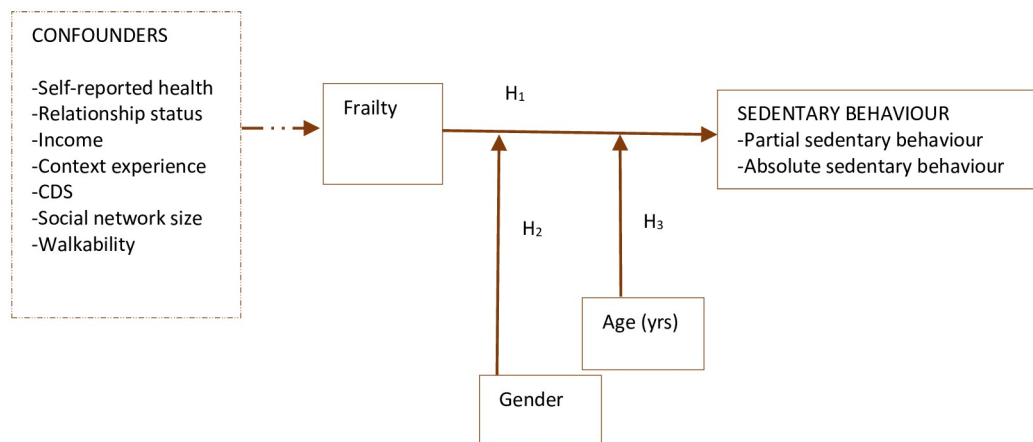 CONFOUNDERS
-Self-reported health
-Relationship status
-Income
-Context experience
-CDS
-Social network size
-Walkability
Frailty
H₁
SEDENTARY BEHAVIOUR
-Partial sedentary behaviour
-Absolute sedentary behaviour
H₂
H₃
Age (yrs)
Gender